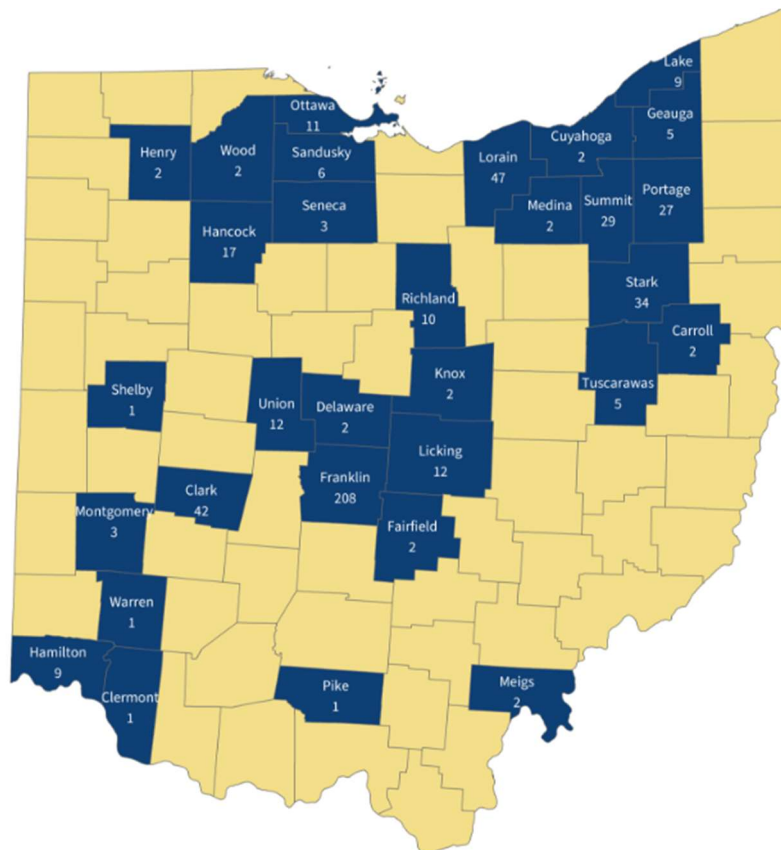 Lake
9
Geauga
5
Ottawa
11
Cuyahoga
2
Henry
2
Wood
2
Sandusky
6
Lorain
47
Portage
27
Summit
29
Medina
2
Seneca
3
Hancock
17
Stark
34
Richland
10
Carroll
2
Knox
2
Tuscarawas
5
Shelby
1
Union
12
Delaware
2
Licking
12
Franklin
208
Clark
42
Montgomery
3
Fairfield
2
Warren
1
Hamilton
9
Clermont
1
Pike
1
Meigs
2